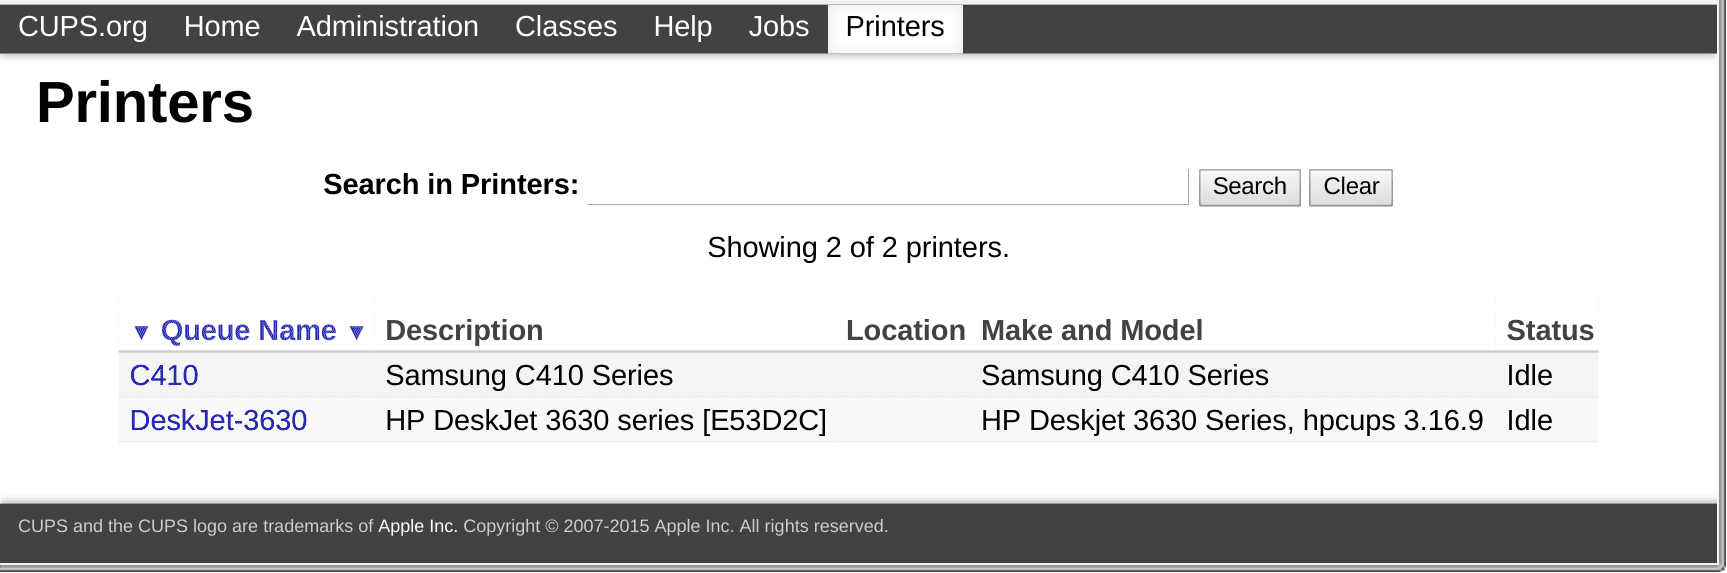 CUPS.org Home Administration Classes Help Jobs Printers
Printers
Search in Printers: Search Clear
Showing 2 of 2 printers.
▼ Queue Name ▼ Description Location Make and Model Status
C410 Samsung C410 Series Samsung C410 Series Idle
DeskJet-3630 HP DeskJet 3630 series [E53D2C] HP Deskjet 3630 Series, hpcups 3.16.9 Idle
CUPS and the CUPS logo are trademarks of Apple Inc. Copyright © 2007-2015 Apple Inc. All rights reserved.